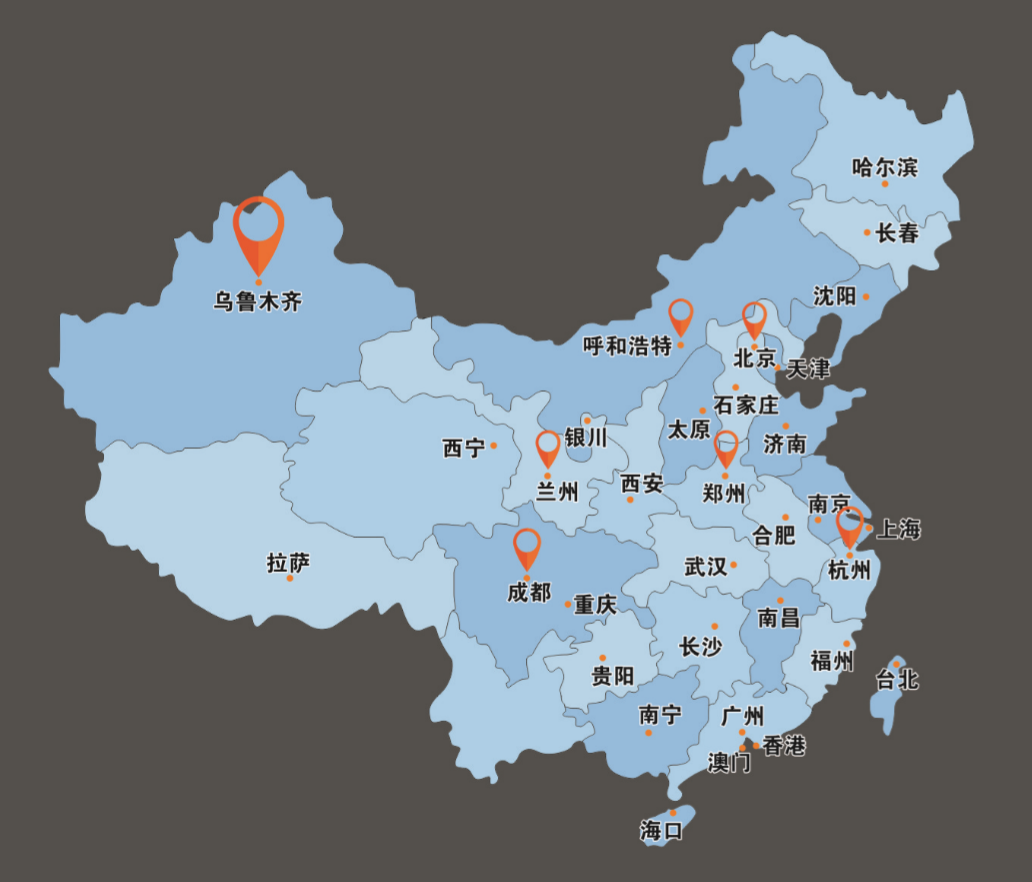 哈尔滨
长春
沈阳
乌鲁木齐
呼和浩特
北京
天津
石家庄
太原
银川
济南
西宁
西安
兰州
郑州
南京
上海
合肥
拉萨
武汉
杭州
成都
重庆
南昌
长沙
福州
贵阳
台北
南宁
广州
香港
澳门
海口